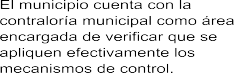 El municipio cuenta con la
contraloría municipal como área
encargada de verificar que se
apliquen efectivamente los
mecanismos de control.